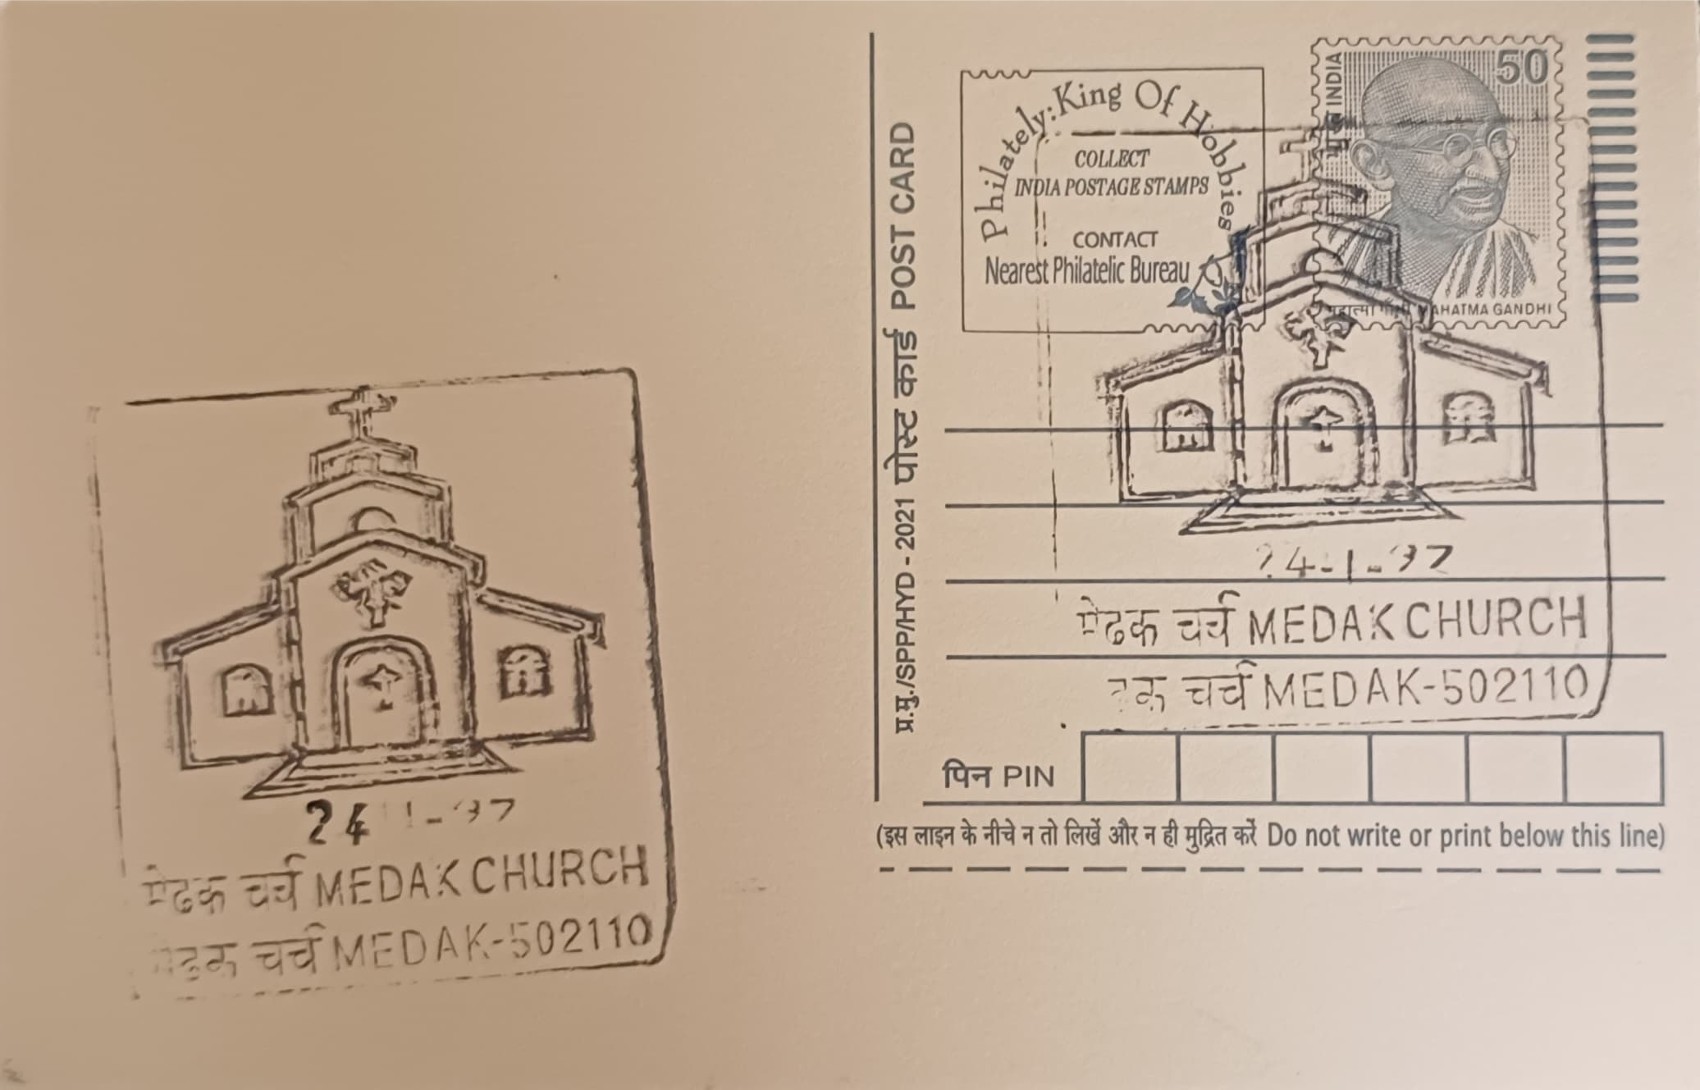 24-1-'97
मेढक चर्च MEDAK CHURCH
मेढक चर्च MEDAK-502110
प्र.मु./SPP/HYD - 2021 पोस्ट कार्ड POST CARD
Philately: King Of Hobbies
COLLECT
INDIA POSTAGE STAMPS
CONTACT
Nearest Philatelic Bureau
INDIA
50
महात्मा गांधी MAHATMA GANDHI
24-1-'97
मेढक चर्च MEDAK CHURCH
चर्च MEDAK-502110
पिन PIN
(इस लाइन के नीचे न तो लिखें और न ही मुद्रित करें Do not write or print below this line)